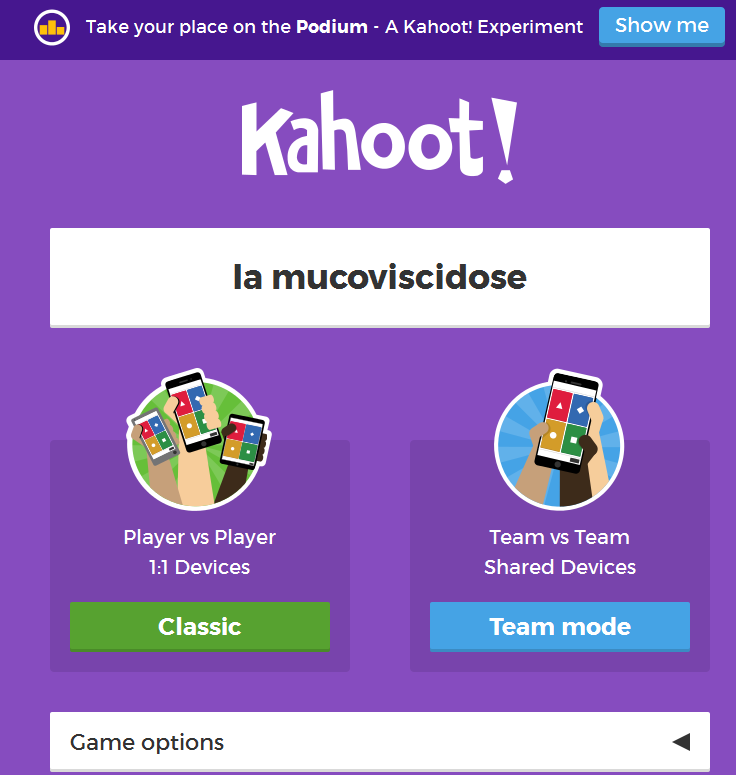 Take your place on the Podium - A Kahoot! Experiment
Show me
Kahoot!
la mucoviscidose
Player vs Player
1:1 Devices
Classic
Team vs Team
Shared Devices
Team mode
Game options